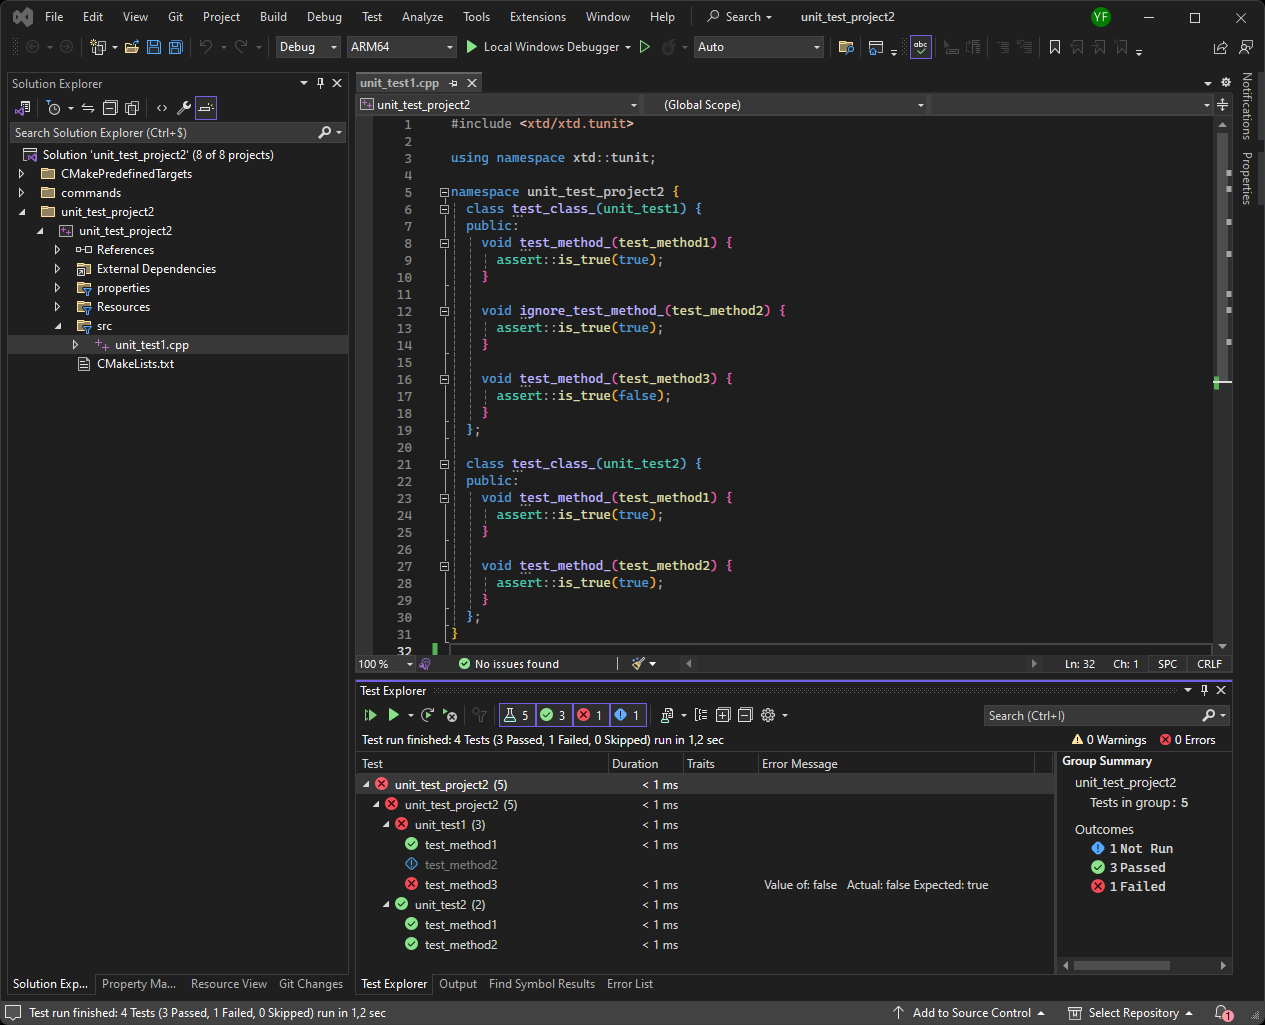 File Edit View Git Project Build Debug Test Analyze Tools Extensions Window Help Search unit_test_project2 YF
Debug ARM64 Local Windows Debugger Auto abc
Solution Explorer
Search Solution Explorer (Ctrl+$)
Solution 'unit_test_project2' (8 of 8 projects)
CMakePredefinedTargets
commands
unit_test_project2
unit_test_project2
References
External Dependencies
properties
Resources
src
unit_test1.cpp
CMakeLists.txt
Solution Exp... Property Ma... Resource View Git Changes
unit_test1.cpp
unit_test_project2 (Global Scope)
1 #include <xtd/xtd.tunit>
2
3 using namespace xtd::tunit;
4
5 namespace unit_test_project2 {
6 class test_class_(unit_test1) {
7 public:
8 void test_method_(test_method1) {
9 assert::is_true(true);
10 }
11
12 void ignore_test_method_(test_method2) {
13 assert::is_true(true);
14 }
15
16 void test_method_(test_method3) {
17 assert::is_true(false);
18 }
19 };
20
21 class test_class_(unit_test2) {
22 public:
23 void test_method_(test_method1) {
24 assert::is_true(true);
25 }
26
27 void test_method_(test_method2) {
28 assert::is_true(true);
29 }
30 };
31 }
32
100 % No issues found Ln: 32 Ch: 1 SPC CRLF
Notifications
Properties
Test Explorer
5 3 1 1 Search (Ctrl+I)
Test run finished: 4 Tests (3 Passed, 1 Failed, 0 Skipped) run in 1,2 sec 0 Warnings 0 Errors
Test Duration Traits Error Message
unit_test_project2 (5) < 1 ms
unit_test_project2 (5) < 1 ms
unit_test1 (3) < 1 ms
test_method1 < 1 ms
test_method2
test_method3 < 1 ms Value of: false Actual: false Expected: true
unit_test2 (2) < 1 ms
test_method1 < 1 ms
test_method2 < 1 ms
Group Summary
unit_test_project2
Tests in group: 5
Outcomes
1 Not Run
3 Passed
1 Failed
Test Explorer Output Find Symbol Results Error List
Test run finished: 4 Tests (3 Passed, 1 Failed, 0 Skipped) run in 1,2 sec Add to Source Control Select Repository 1